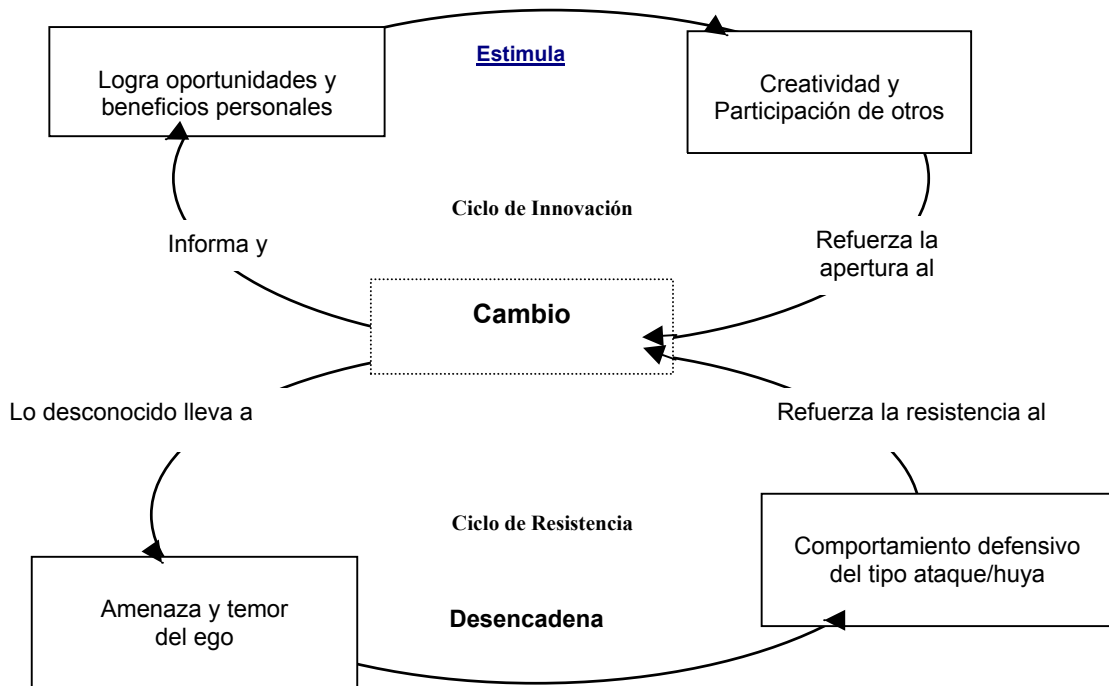 Estimula
Logra oportunidades y
beneficios personales
Creatividad y
Participación de otros
Ciclo de Innovación
Informa y
Refuerza la
apertura al
Cambio
Lo desconocido lleva a
Refuerza la resistencia al
Ciclo de Resistencia
Comportamiento defensivo
del tipo ataque/huya
Amenaza y temor
del ego
Desencadena